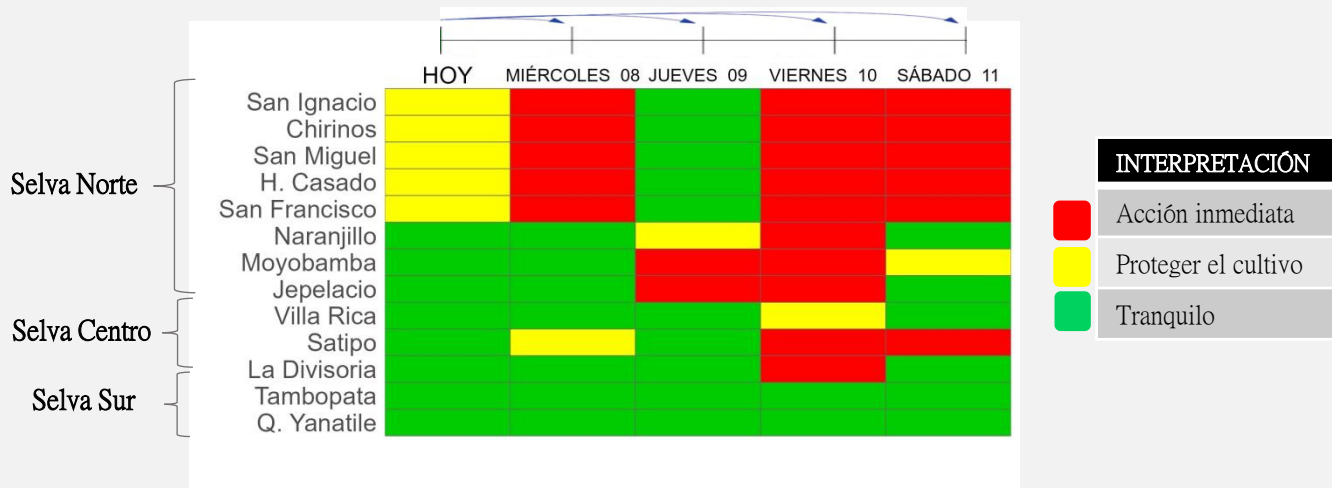 HOY MIÉRCOLES 08 JUEVES 09 VIERNES 10 SÁBADO 11
Selva Norte
San Ignacio
Chirinos
San Miguel
H. Casado
San Francisco
Naranjillo
Moyobamba
Jepelacio
Selva Centro
Villa Rica
Satipo
La Divisoria
Selva Sur
Tambopata
Q. Yanatile
INTERPRETACIÓN
Acción inmediata
Proteger el cultivo
Tranquilo